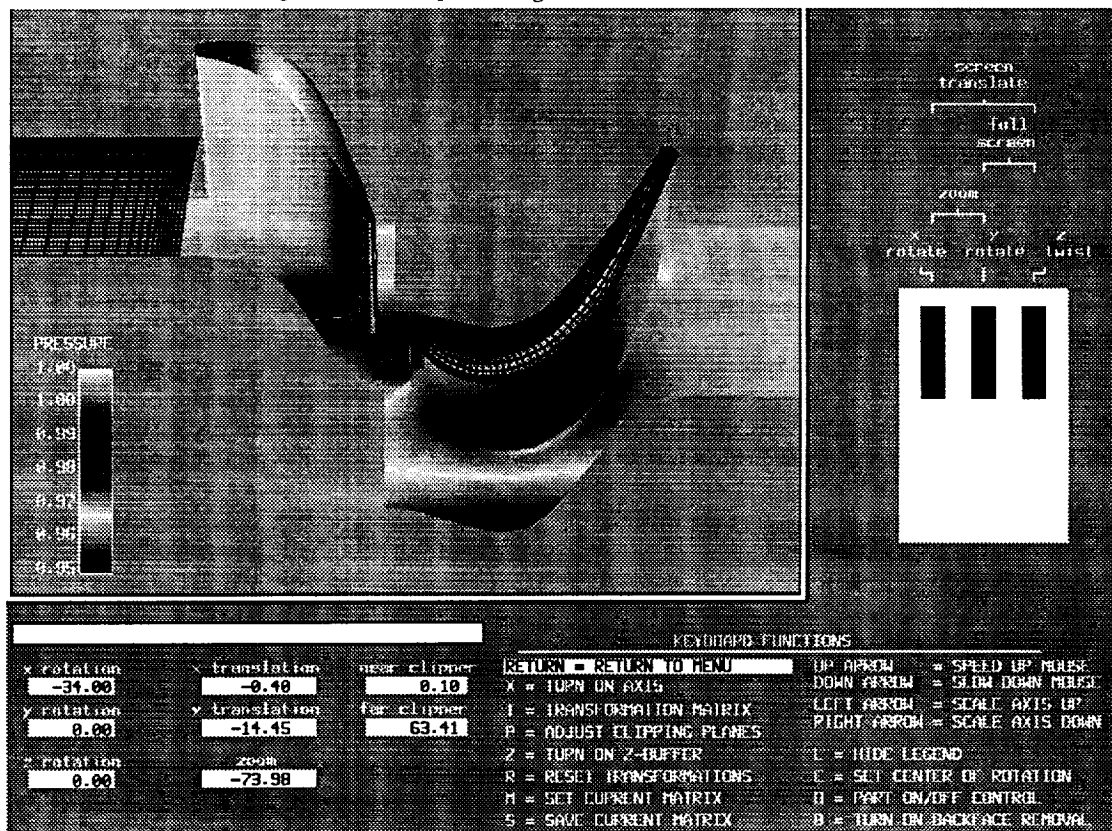 screen
translate
full
screen
zoom
x y z
rotate rotate twist
PRESSURE
1.00
0.99
0.98
0.97
0.96
0.95
KEYBOARD FUNCTIONS
x rotation x translation near clipper
-34.00 -0.40 0.10
y rotation y translation far clipper
0.00 -14.45 63.41
z rotation zoom
0.00 -73.98
RETURN = RETURN TO MENU
X = TURN ON AXIS
T = TRANSFORMATION MATRIX
P = ADJUST CLIPPING PLANES
Z = TURN ON Z-BUFFER
R = RESET TRANSFORMATIONS
M = SET CURRENT MATRIX
S = SAVE CURRENT MATRIX
UP ARROW = SPEED UP MOUSE
DOWN ARROW = SLOW DOWN MOUSE
LEFT ARROW = SCALE AXIS UP
RIGHT ARROW = SCALE AXIS DOWN
L = HIDE LEGEND
C = SET CENTER OF ROTATION
O = PART ON/OFF CONTROL
B = TURN ON BACKFACE REMOVAL